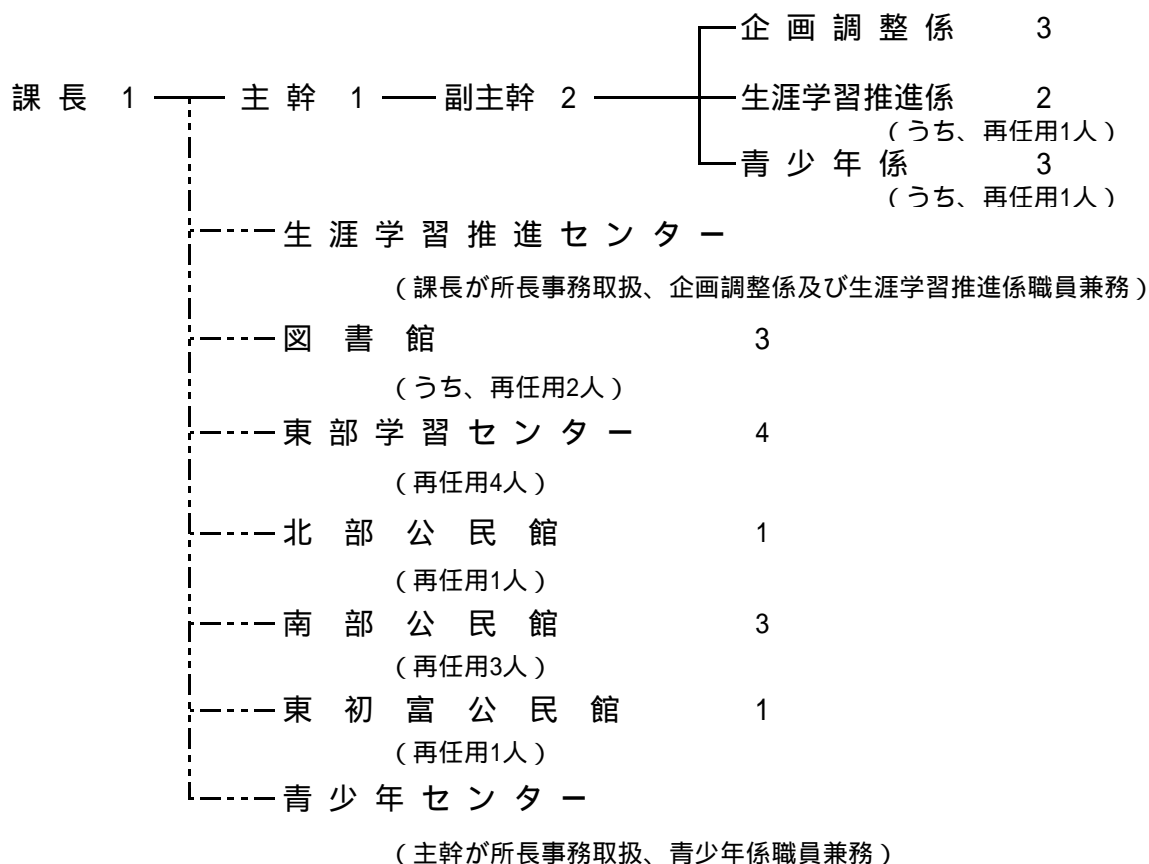 企画調整係 3
課長 1 主幹 1 副主幹 2 生涯学習推進係 2
（うち、再任用1人）
青少年係 3
（うち、再任用1人）
生涯学習推進センター
（課長が所長事務取扱、企画調整係及び生涯学習推進係職員兼務）
図書館 3
（うち、再任用2人）
東部学習センター 4
（再任用4人）
北部公民館 1
（再任用1人）
南部公民館 3
（再任用3人）
東初富公民館 1
（再任用1人）
青少年センター
（主幹が所長事務取扱、青少年係職員兼務）